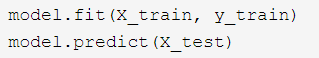 model.fit(X_train, y_train)
model.predict(X_test)